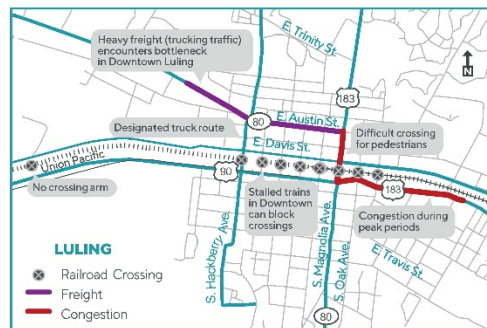 Heavy freight (trucking traffic)
encounters bottleneck
in Downtown Luling
E. Trinity St.
N
183
80
E. Austin St.
Designated truck route
E. Davis St.
Difficult crossing
for pedestrians
Union Pacific
90
No crossing arm
Stalled trains
in Downtown
can block
crossings
183
Congestion during
peak periods
S. Hackberry Ave.
S. Magnolia Ave.
S. Oak Ave.
E. Travis St.
80
LULING
Railroad Crossing
Freight
Congestion